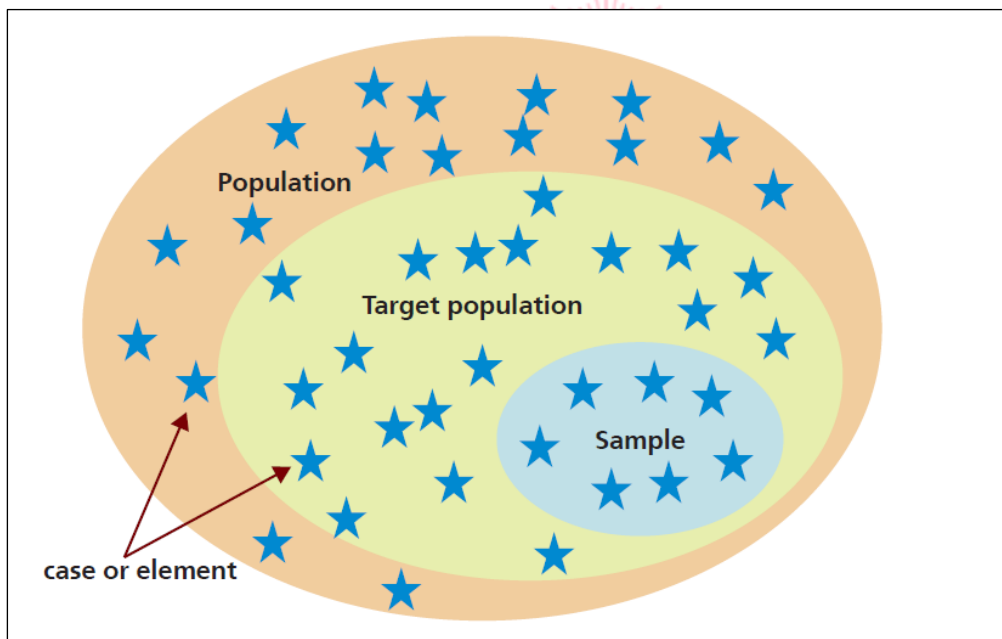 Population
Target population
Sample
case or element